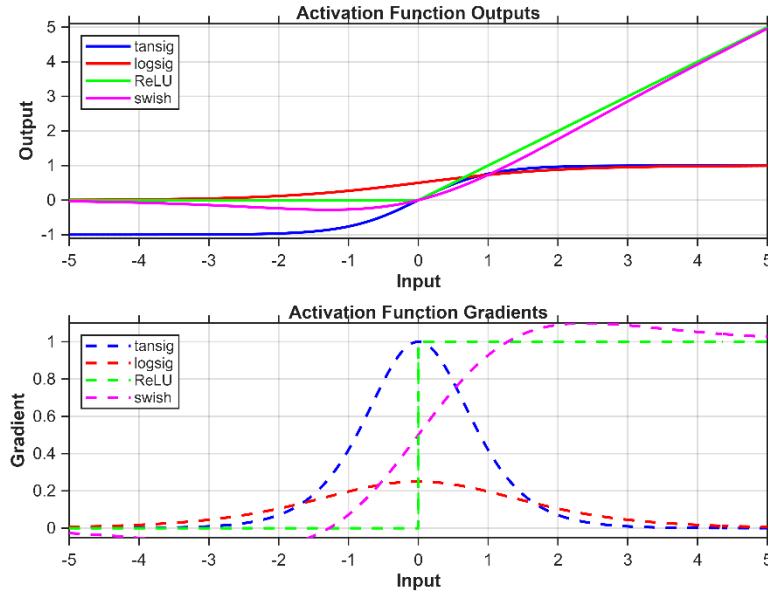 Activation Function Outputs
5
4
3
2
1
0
-1
Output
tansig
logsig
ReLU
swish
-5 -4 -3 -2 -1 0 1 2 3 4 5
Input
Activation Function Gradients
1
0.8
0.6
0.4
0.2
0
Gradient
tansig
logsig
ReLU
swish
-5 -4 -3 -2 -1 0 1 2 3 4 5
Input